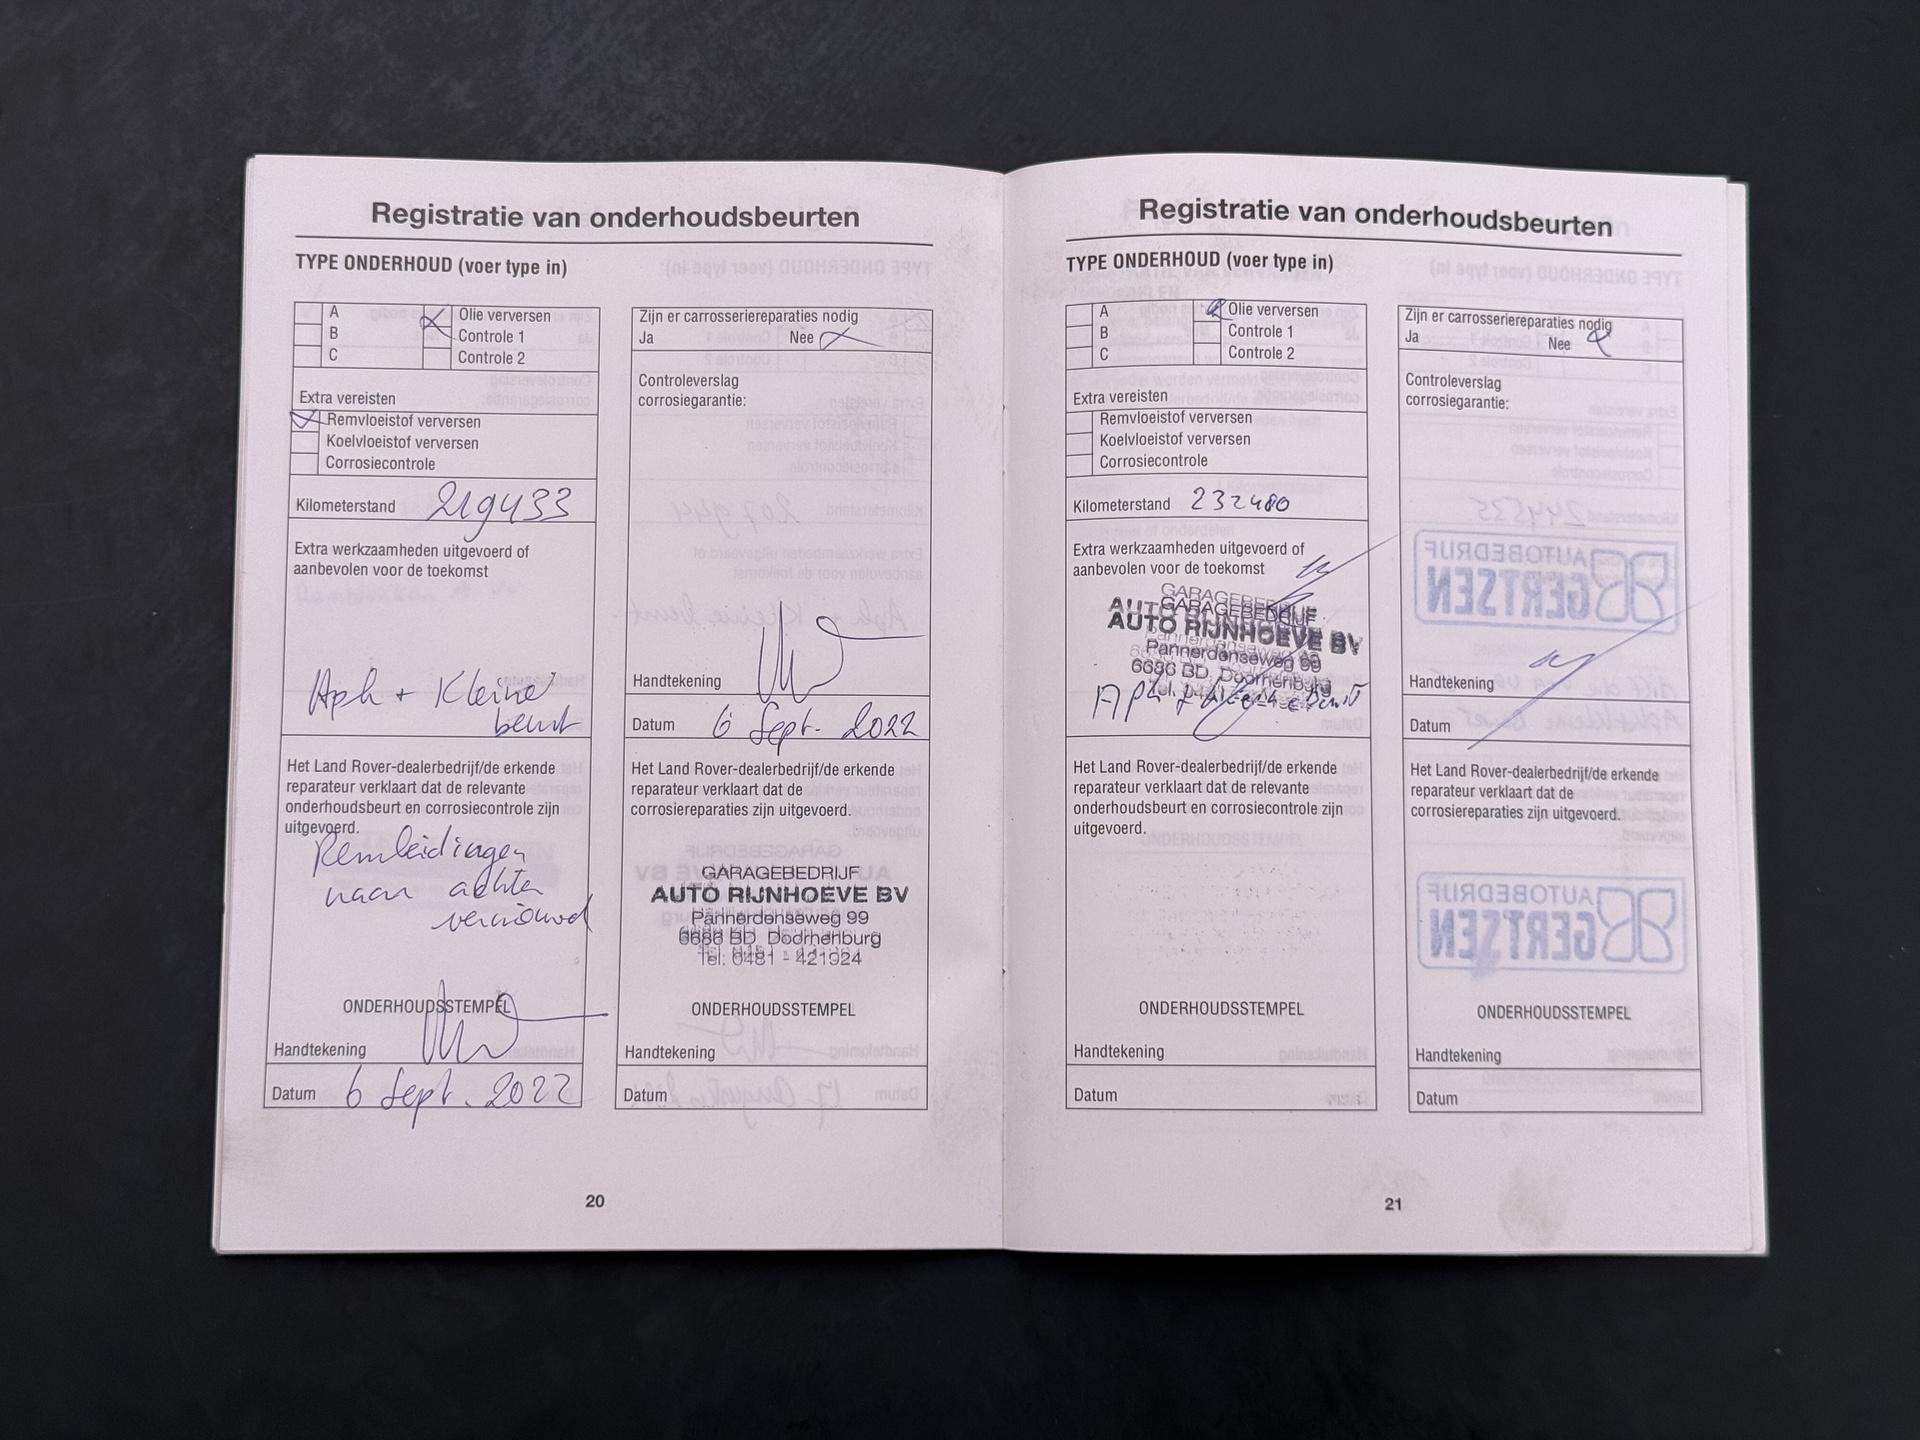 Registratie van onderhoudsbeurten
TYPE ONDERHOUD (voer type in)
A
B
C
Olie verversen
Controle 1
Controle 2
Extra vereisten
Remvloeistof verversen
Koelvloeistof verversen
Corrosiecontrole
Kilometerstand 219433
Extra werkzaamheden uitgevoerd of
aanbevolen voor de toekomst
Apk + Kleine
beurt
Het Land Rover-dealerbedrijf/de erkende
reparateur verklaart dat de relevante
onderhoudsbeurt en corrosiecontrole zijn
uitgevoerd.
Remleidingen
naar achter
vernieuwd
ONDERHOUDSSTEMPEL
Handtekening
Datum 6 Sept. 2022
Zijn er carrosseriereparaties nodig
Ja Nee
Controleverslag
corrosiegarantie:
Handtekening
Datum 6 Sept. 2022
Het Land Rover-dealerbedrijf/de erkende
reparateur verklaart dat de
corrosiereparaties zijn uitgevoerd.
GARAGEBEDRIJF
AUTO RIJNHOEVE BV
Pannerdenseweg 99
6686 BD Doornenburg
Tel: 0481 - 421924
ONDERHOUDSSTEMPEL
Handtekening
Datum
20
Registratie van onderhoudsbeurten
TYPE ONDERHOUD (voer type in)
A
B
C
Olie verversen
Controle 1
Controle 2
Extra vereisten
Remvloeistof verversen
Koelvloeistof verversen
Corrosiecontrole
Kilometerstand 232480
Extra werkzaamheden uitgevoerd of
aanbevolen voor de toekomst
GARAGEBEDRIJF
AUTO RIJNHOEVE BV
Pannerdenseweg 99
6686 BD Doornenburg
Het Land Rover-dealerbedrijf/de erkende
reparateur verklaart dat de relevante
onderhoudsbeurt en corrosiecontrole zijn
uitgevoerd.
ONDERHOUDSSTEMPEL
Handtekening
Datum
Zijn er carrosseriereparaties nodig
Ja Nee
Controleverslag
corrosiegarantie:
Handtekening
Datum
Het Land Rover-dealerbedrijf/de erkende
reparateur verklaart dat de
corrosiereparaties zijn uitgevoerd.
ONDERHOUDSSTEMPEL
Handtekening
Datum
21